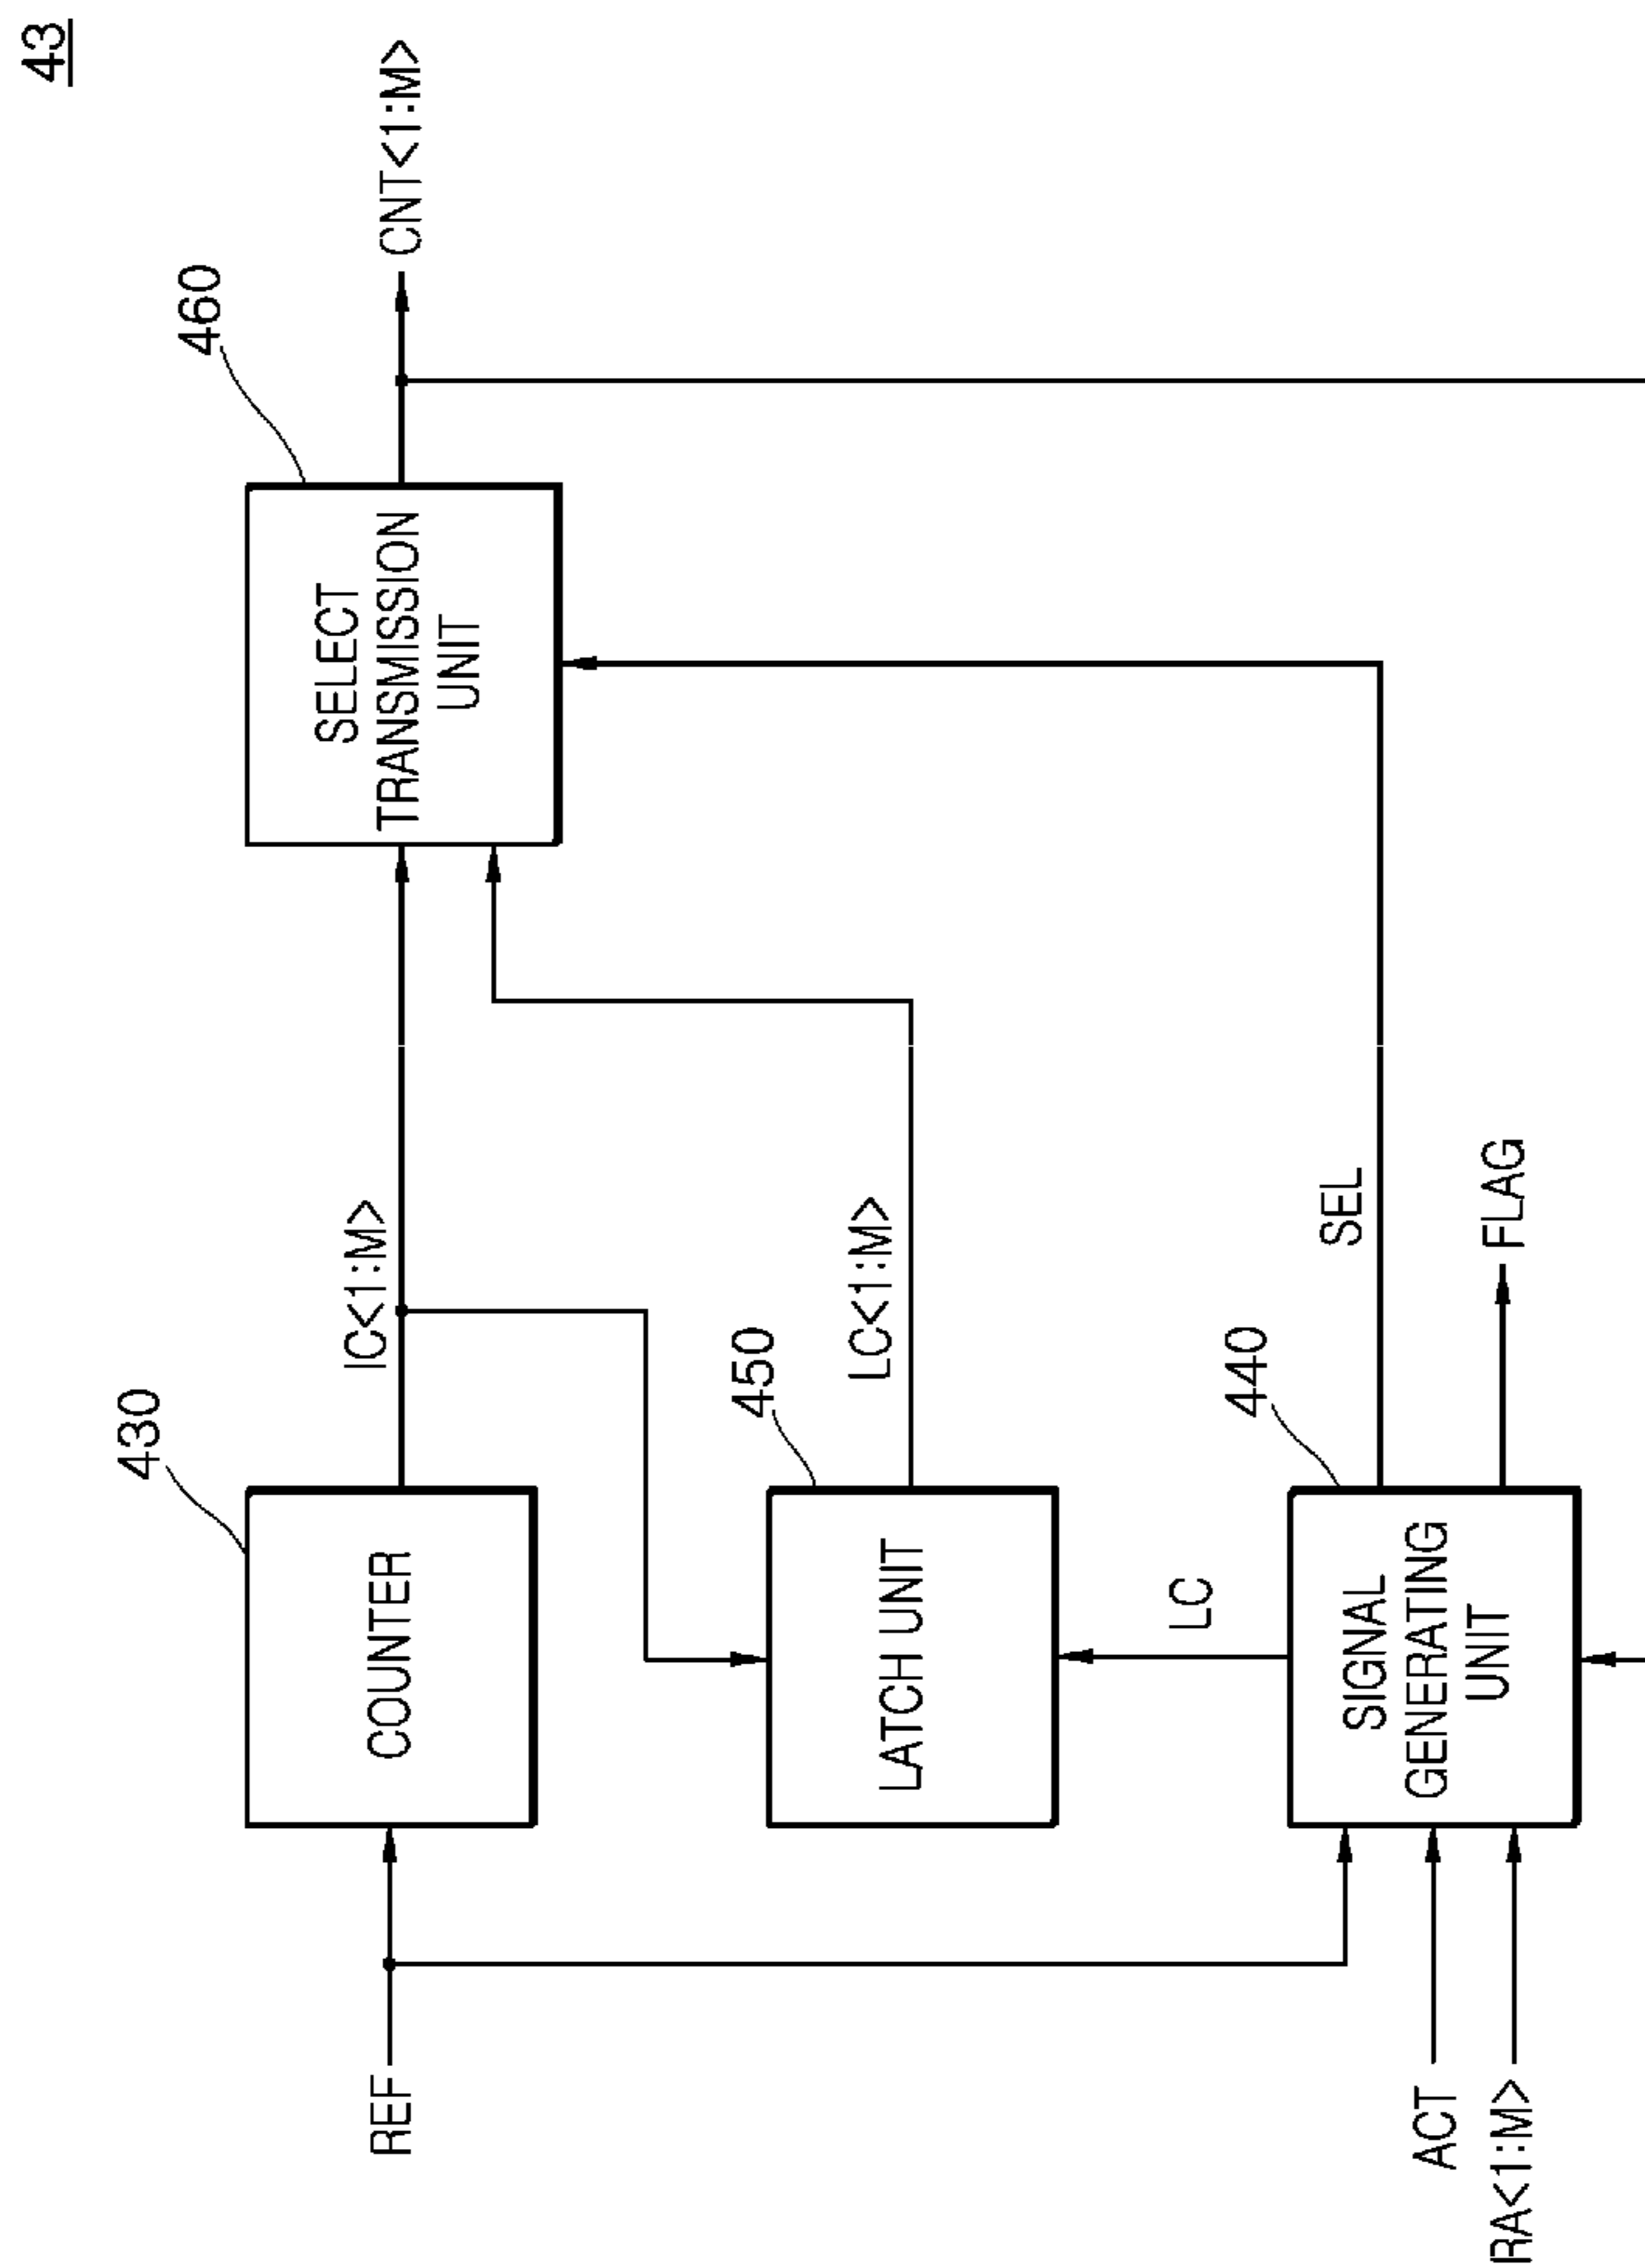 43
430
460
REF
COUNTER
IC<1:M>
SELECT
TRANSMISSION
UNIT
CNT<1:M>
450
LATCH UNIT
LC<1:M>
LC
440
SEL
ACT
RA<1:M>
SIGNAL
GENERATING
UNIT
FLAG